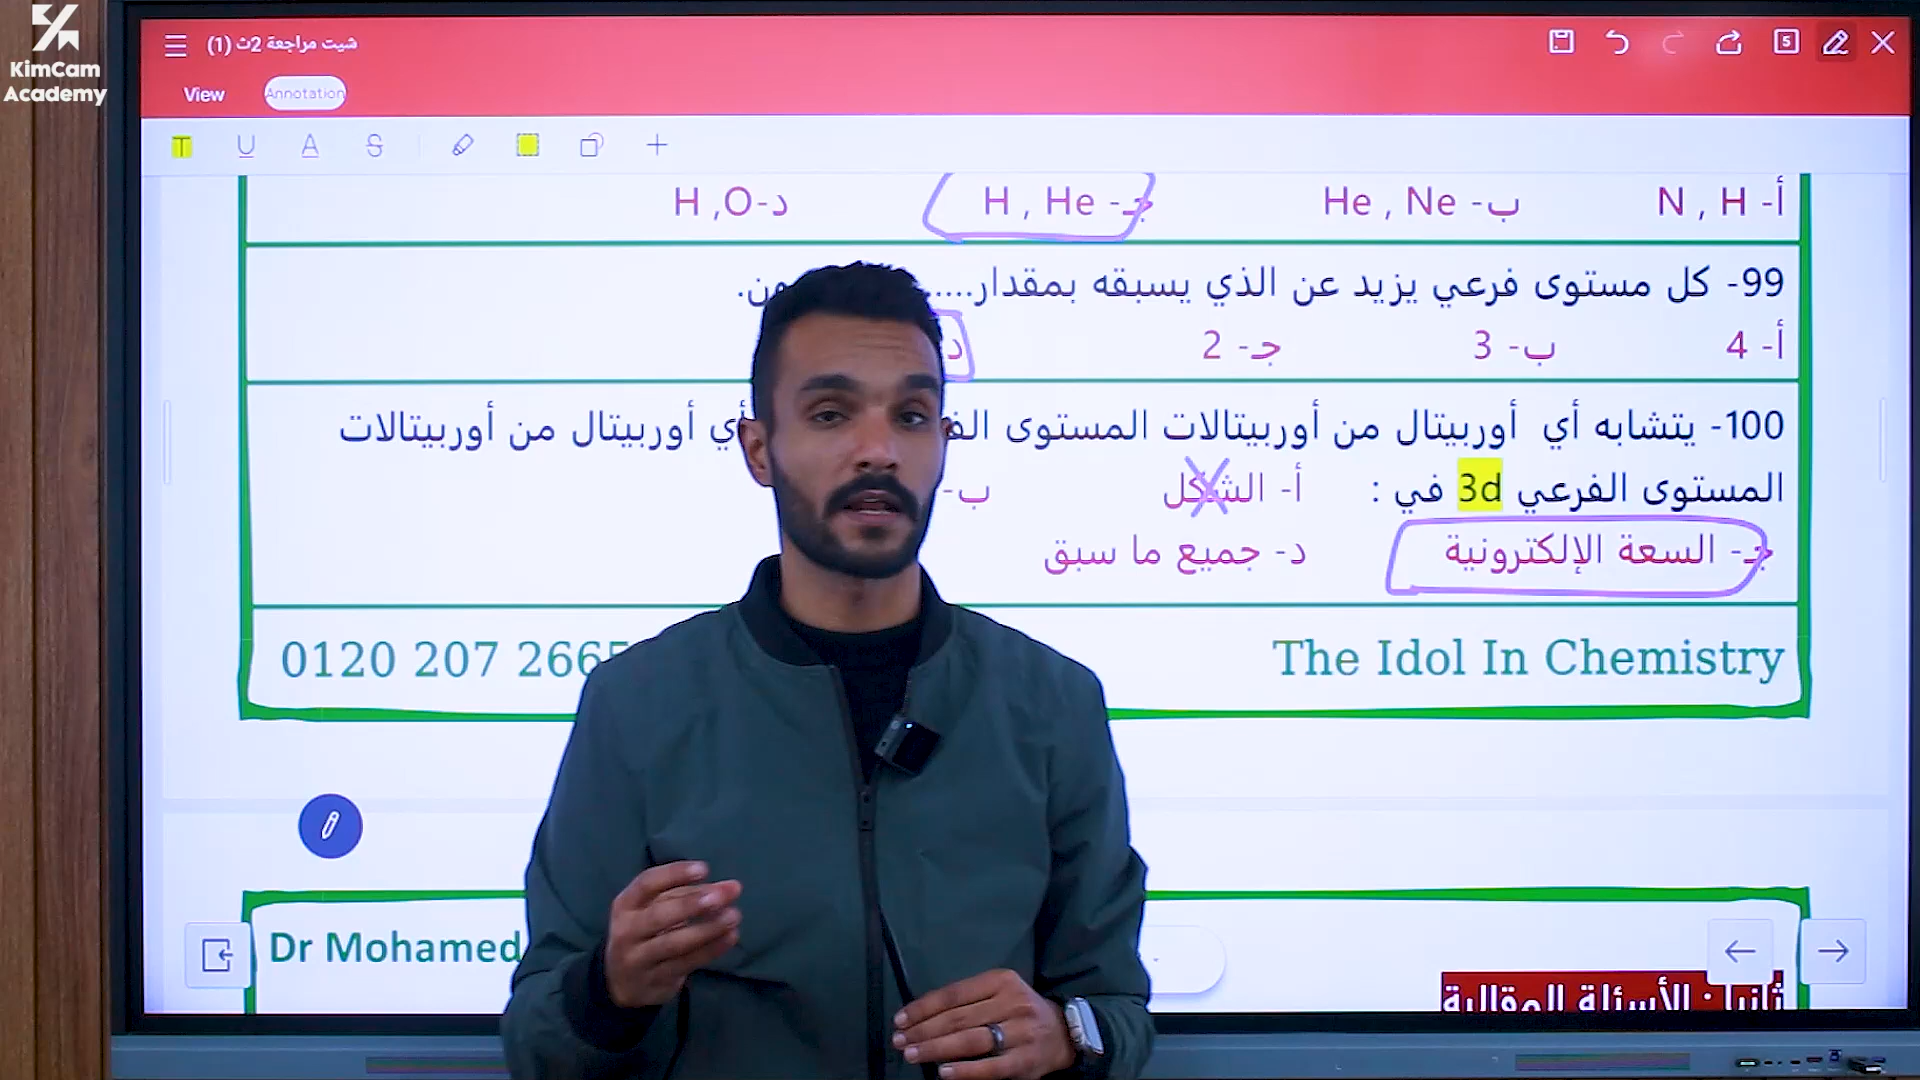 KimCam
Academy
شيت مراجعة 2ث (1)
5
View
Annotation
T U A S
أ- N , H ب- He , Ne جـ- H , He د- H ,O
99- كل مستوى فرعي يزيد عن الذي يسبقه بمقدار......
أ- 4 ب- 3 جـ- 2 د
100- يتشابه أي أوربيتال من أوربيتالات المستوى أي أوربيتال من أوربيتالات
المستوى الفرعي 3d في : أ- الشكل ب-
جـ- السعة الإلكترونية د- جميع ما سبق
0120 207 2665 The Idol In Chemistry
Dr Mohamed
ثانيا : الأسئلة المقالية